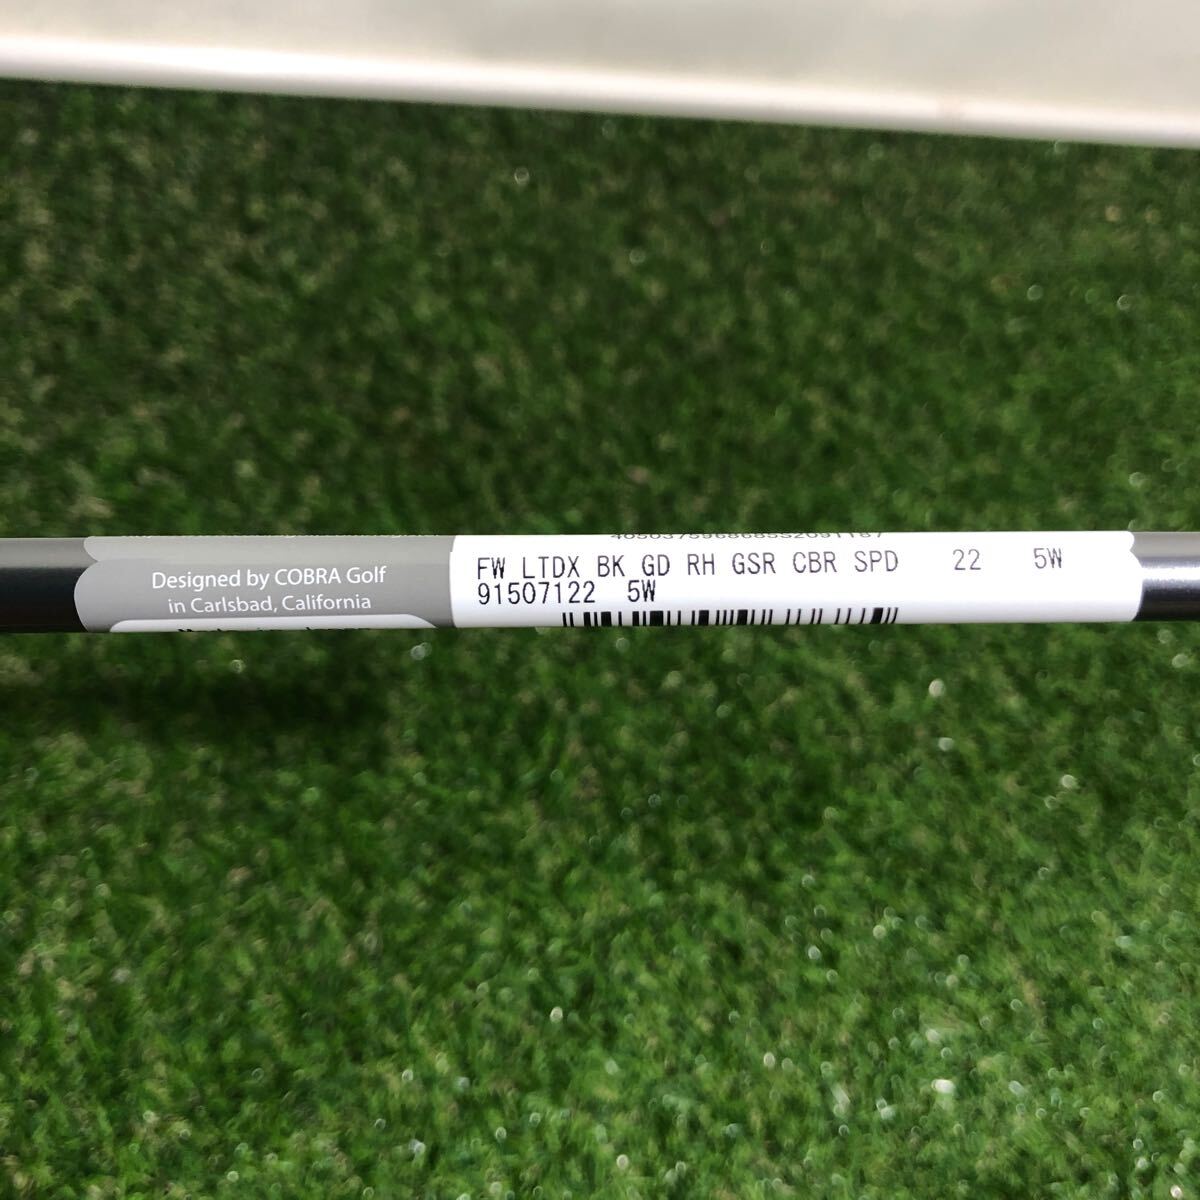 Designed by COBRA Golf
in Carlsbad, California
FW LTDX BK GD RH GSR CBR SPD 22 5W
91507122 5W